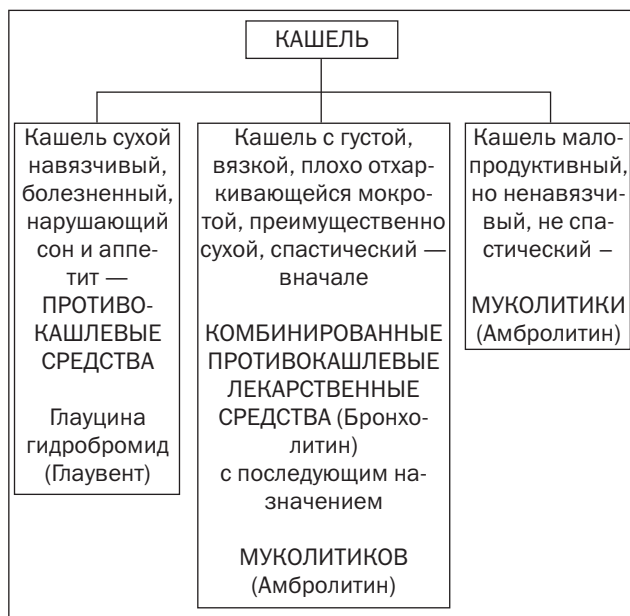 КАШЕЛЬ
Кашель сухой
навязчивый,
болезненный,
нарушающий
сон и аппе-
тит —
ПРОТИВО-
КАШЛЕВЫЕ
СРЕДСТВА
Глауцина
гидробромид
(Глаувент)
Кашель с густой,
вязкой, плохо отхар-
кивающейся мокро-
той, преимущественно
сухой, спастический —
вначале
КОМБИНИРОВАННЫЕ
ПРОТИВОКАШЛЕВЫЕ
ЛЕКАРСТВЕННЫЕ
СРЕДСТВА (Бронхо-
литин)
с последующим на-
значением
МУКОЛИТИКОВ
(Амбролитин)
Кашель мало-
продуктивный,
но ненавязчи-
вый, не спа-
стический –
МУКОЛИТИКИ
(Амбролитин)